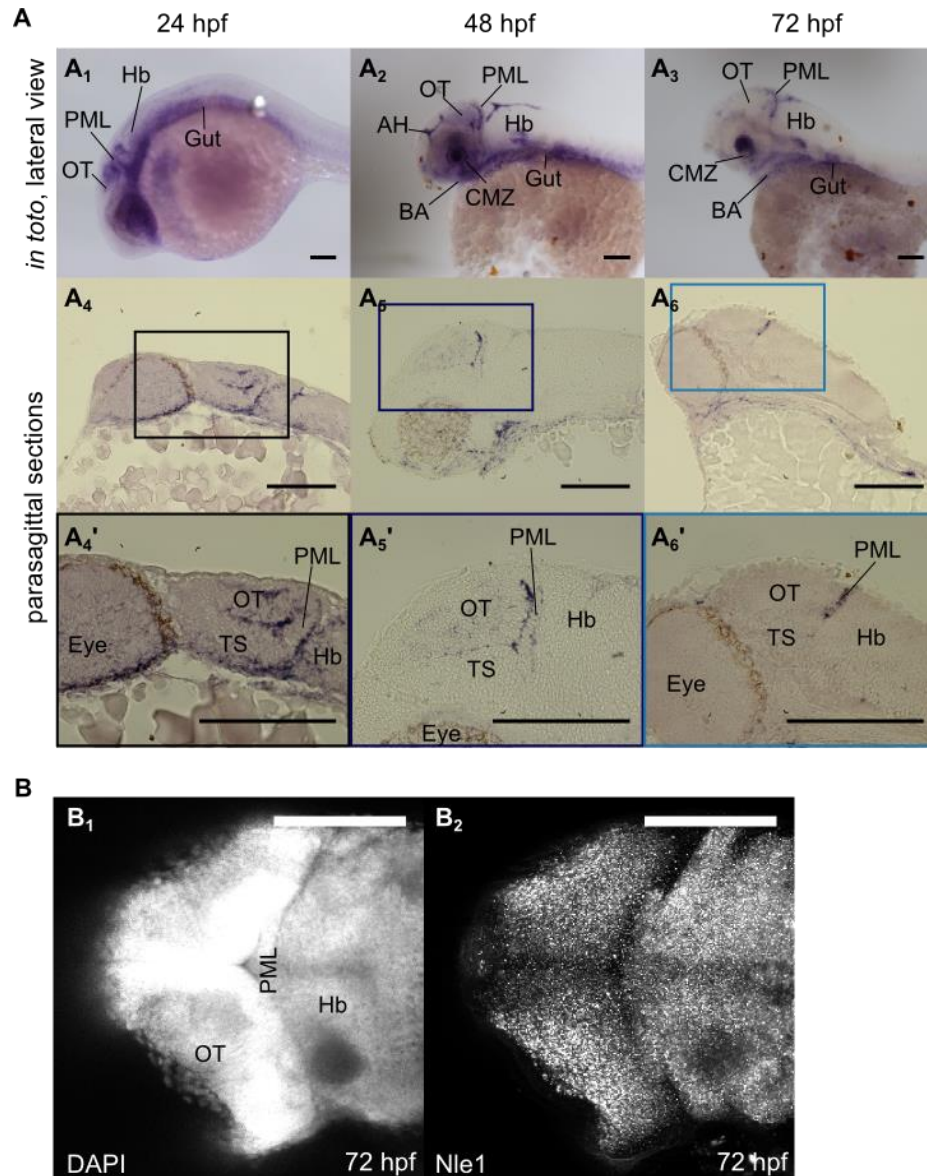 A
24 hpf
48 hpf
72 hpf
in toto, lateral view
A₁
Hb
PML
OT
Gut
A₂
OT
PML
AH
Hb
BA
CMZ
Gut
A₃
OT
PML
Hb
CMZ
BA
Gut
parasagittal sections
A₄
A₅
A₆
A₄'
OT
PML
Eye
TS
Hb
A₅'
PML
OT
Hb
TS
Eye
A₆'
PML
OT
TS
Hb
Eye
B
B₁
PML
Hb
OT
DAPI
72 hpf
B₂
Nle1
72 hpf